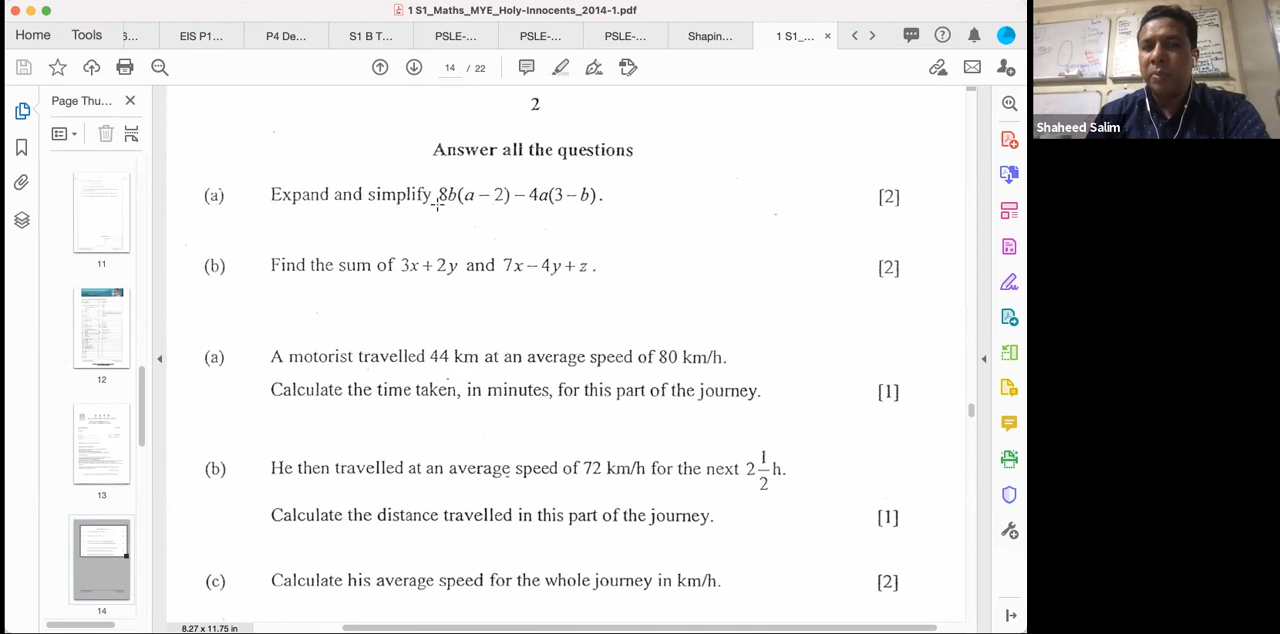 1 S1_Maths_MYE_Holy-Innocents_2014-1.pdf
Home Tools S... EIS P1... P4 De... S1 B T... PSLE-... PSLE-... PSLE-... Shapin... 1 S1_... ×
14 / 22
Page Thu... ×
11
12
13
14
2
Answer all the questions
(a) Expand and simplify 8b(a − 2) − 4a(3 − b). [2]
(b) Find the sum of 3x + 2y and 7x − 4y + z. [2]
(a) A motorist travelled 44 km at an average speed of 80 km/h.
Calculate the time taken, in minutes, for this part of the journey. [1]
(b) He then travelled at an average speed of 72 km/h for the next 2 1/2 h.
Calculate the distance travelled in this part of the journey. [1]
(c) Calculate his average speed for the whole journey in km/h. [2]
8.27 x 11.75 in
Shaheed Salim